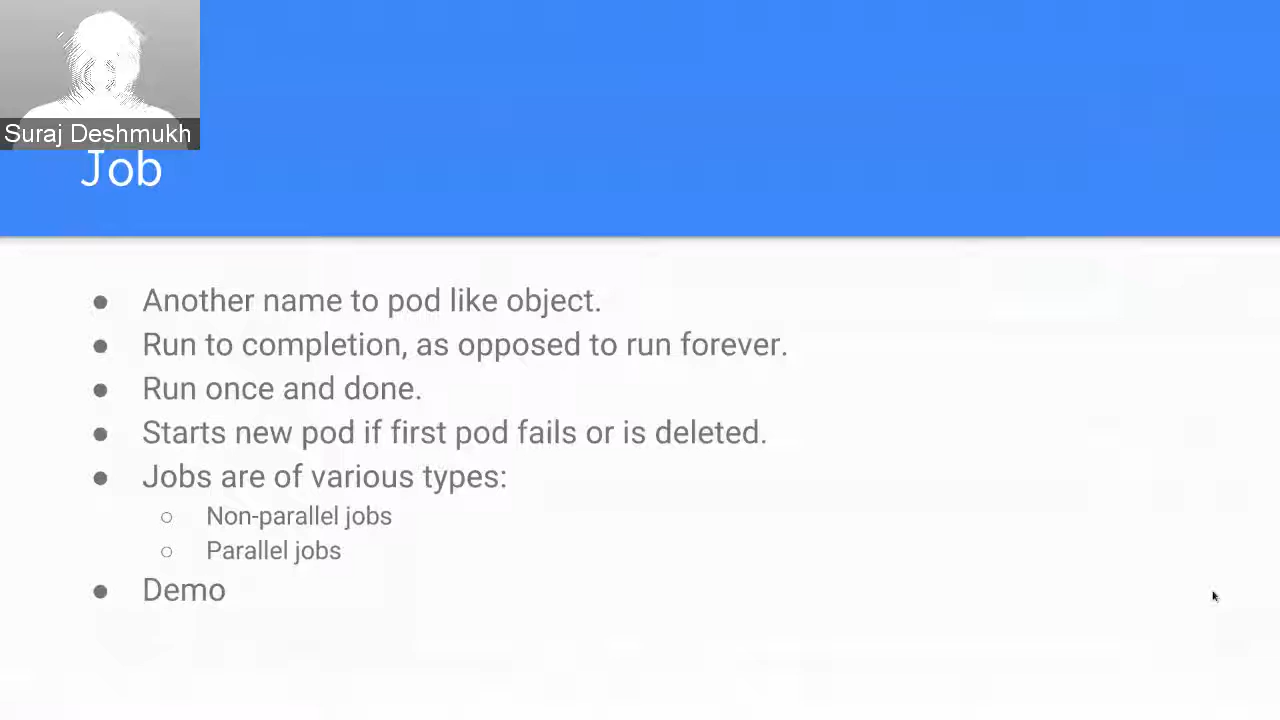 Suraj Deshmukh
Job
● Another name to pod like object.
● Run to completion, as opposed to run forever.
● Run once and done.
● Starts new pod if first pod fails or is deleted.
● Jobs are of various types:
○ Non-parallel jobs
○ Parallel jobs
● Demo